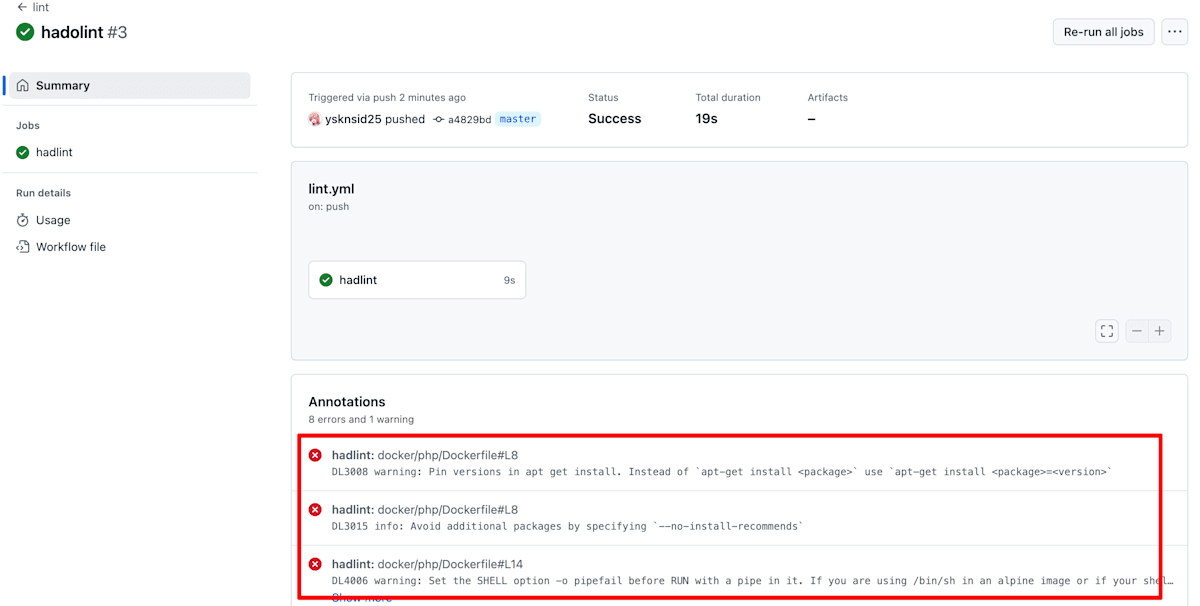 ← lint
hadolint #3
Re-run all jobs
Summary
Jobs
hadlint
Run details
Usage
Workflow file
Triggered via push 2 minutes ago
ysknsid25 pushed a4829bd master
Status
Success
Total duration
19s
Artifacts
–
lint.yml
on: push
hadlint 9s
Annotations
8 errors and 1 warning
hadlint: docker/php/Dockerfile#L8
DL3008 warning: Pin versions in apt get install. Instead of `apt-get install <package>` use `apt-get install <package>=<version>`
hadlint: docker/php/Dockerfile#L8
DL3015 info: Avoid additional packages by specifying `--no-install-recommends`
hadlint: docker/php/Dockerfile#L14
DL4006 warning: Set the SHELL option -o pipefail before RUN with a pipe in it. If you are using /bin/sh in an alpine image or if your shel…
Show more